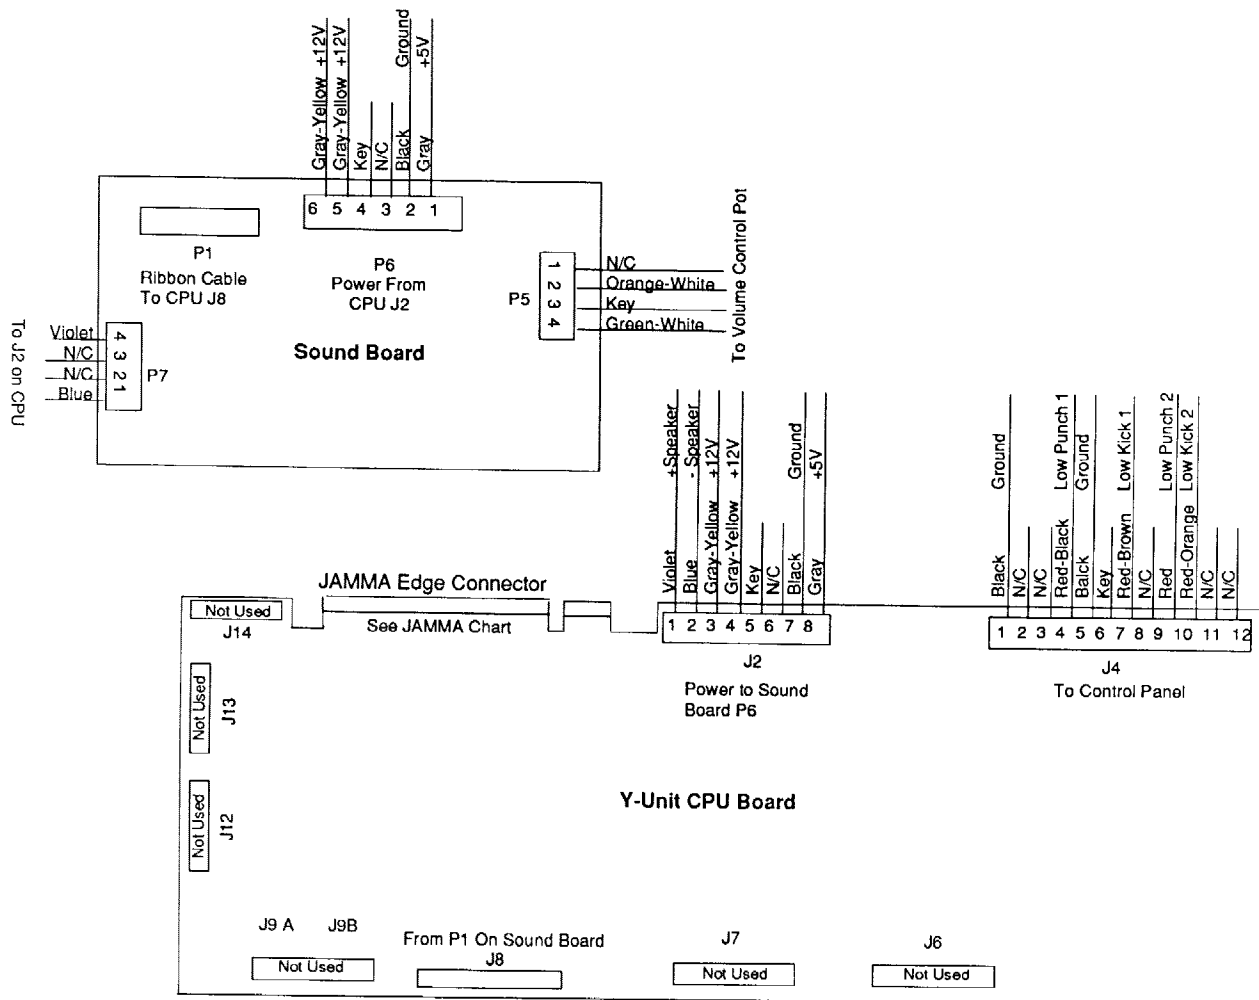 Gray-Yellow +12V
Gray-Yellow +12V
Key
N/C
Black Ground
Gray +5V
6 5 4 3 2 1
P1
Ribbon Cable
To CPU J8
P6
Power From
CPU J2
P5
1
2
3
4
N/C
Orange-White
Key
Green-White
To Volume Control Pot
To J2 on CPU
Violet
N/C
N/C
Blue
4
3
2
1
P7
Sound Board
Violet +Speaker
Blue - Speaker
Gray-Yellow +12V
Gray-Yellow +12V
Key
N/C
Black Ground
Gray +5V
1 2 3 4 5 6 7 8
J2
Power to Sound
Board P6
Black Ground
N/C
N/C
Red-Black Low Punch 1
Balck Ground
Key
Red-Brown Low Kick 1
N/C
Red Low Punch 2
Red-Orange Low Kick 2
N/C
N/C
1 2 3 4 5 6 7 8 9 10 11 12
J4
To Control Panel
JAMMA Edge Connector
See JAMMA Chart
Not Used
J14
Not Used
J13
Not Used
J12
Y-Unit CPU Board
J9 A J9B
Not Used
From P1 On Sound Board
J8
J7
Not Used
J6
Not Used